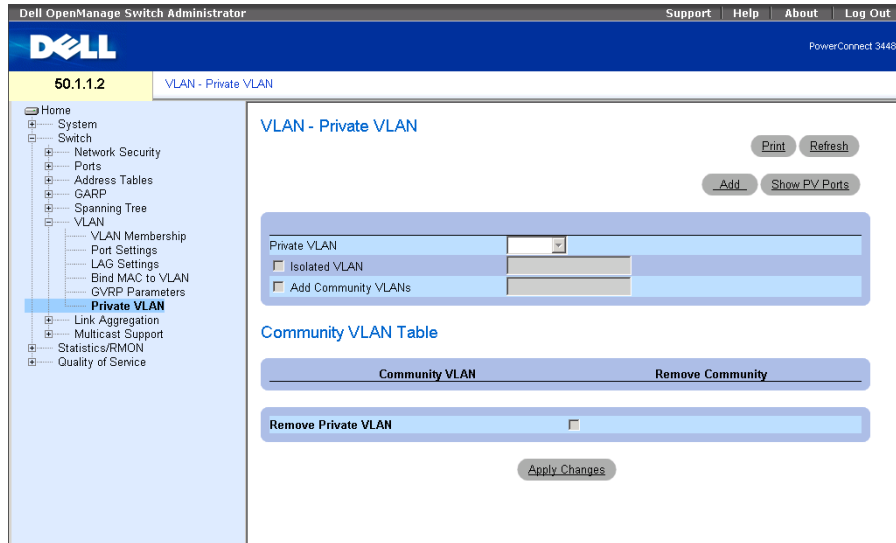 Dell OpenManage Switch Administrator Support Help About Log Out
DELL
PowerConnect 3448
50.1.1.2 VLAN - Private VLAN
Home
System
Switch
Network Security
Ports
Address Tables
GARP
Spanning Tree
VLAN
VLAN Membership
Port Settings
LAG Settings
Bind MAC to VLAN
GVRP Parameters
Private VLAN
Link Aggregation
Multicast Support
Statistics/RMON
Quality of Service
VLAN - Private VLAN
Print Refresh
Add Show PV Ports
Private VLAN
Isolated VLAN
Add Community VLANs
Community VLAN Table
Community VLAN Remove Community
Remove Private VLAN
Apply Changes